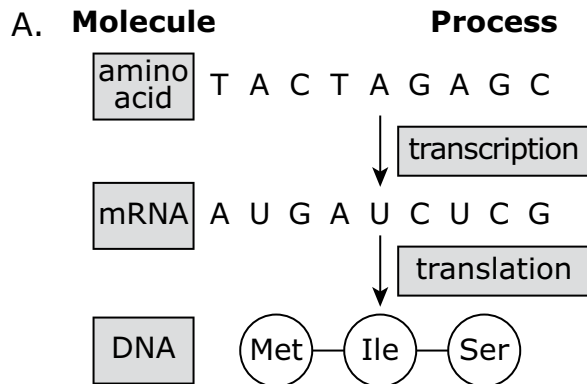 A. Molecule Process
amino acid T A C T A G A G C
transcription
mRNA A U G A U C U C G
translation
DNA Met Ile Ser